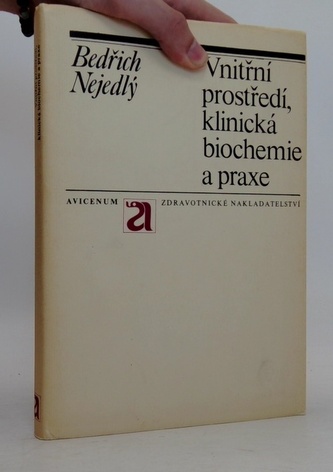 Bedřich
Nejedlý
Vnitřní
prostředí,
klinická
biochemie
a praxe
AVICENUM
ZDRAVOTNICKÉ NAKLADATELSTVÍ